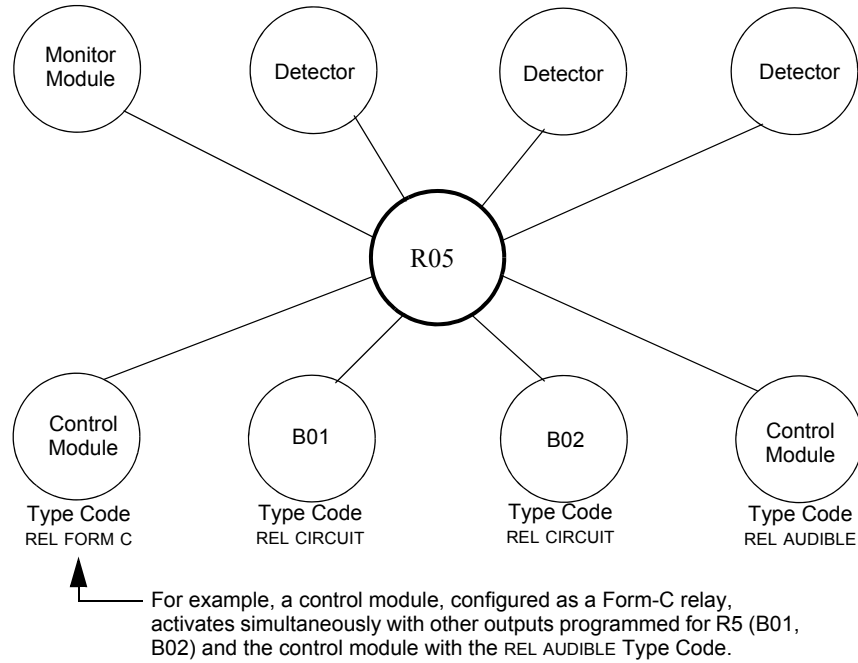 Monitor
Module
Detector
Detector
Detector
R05
Control
Module
B01
B02
Control
Module
Type Code
REL FORM C
Type Code
REL CIRCUIT
Type Code
REL CIRCUIT
Type Code
REL AUDIBLE
For example, a control module, configured as a Form-C relay,
activates simultaneously with other outputs programmed for R5 (B01,
B02) and the control module with the REL AUDIBLE Type Code.